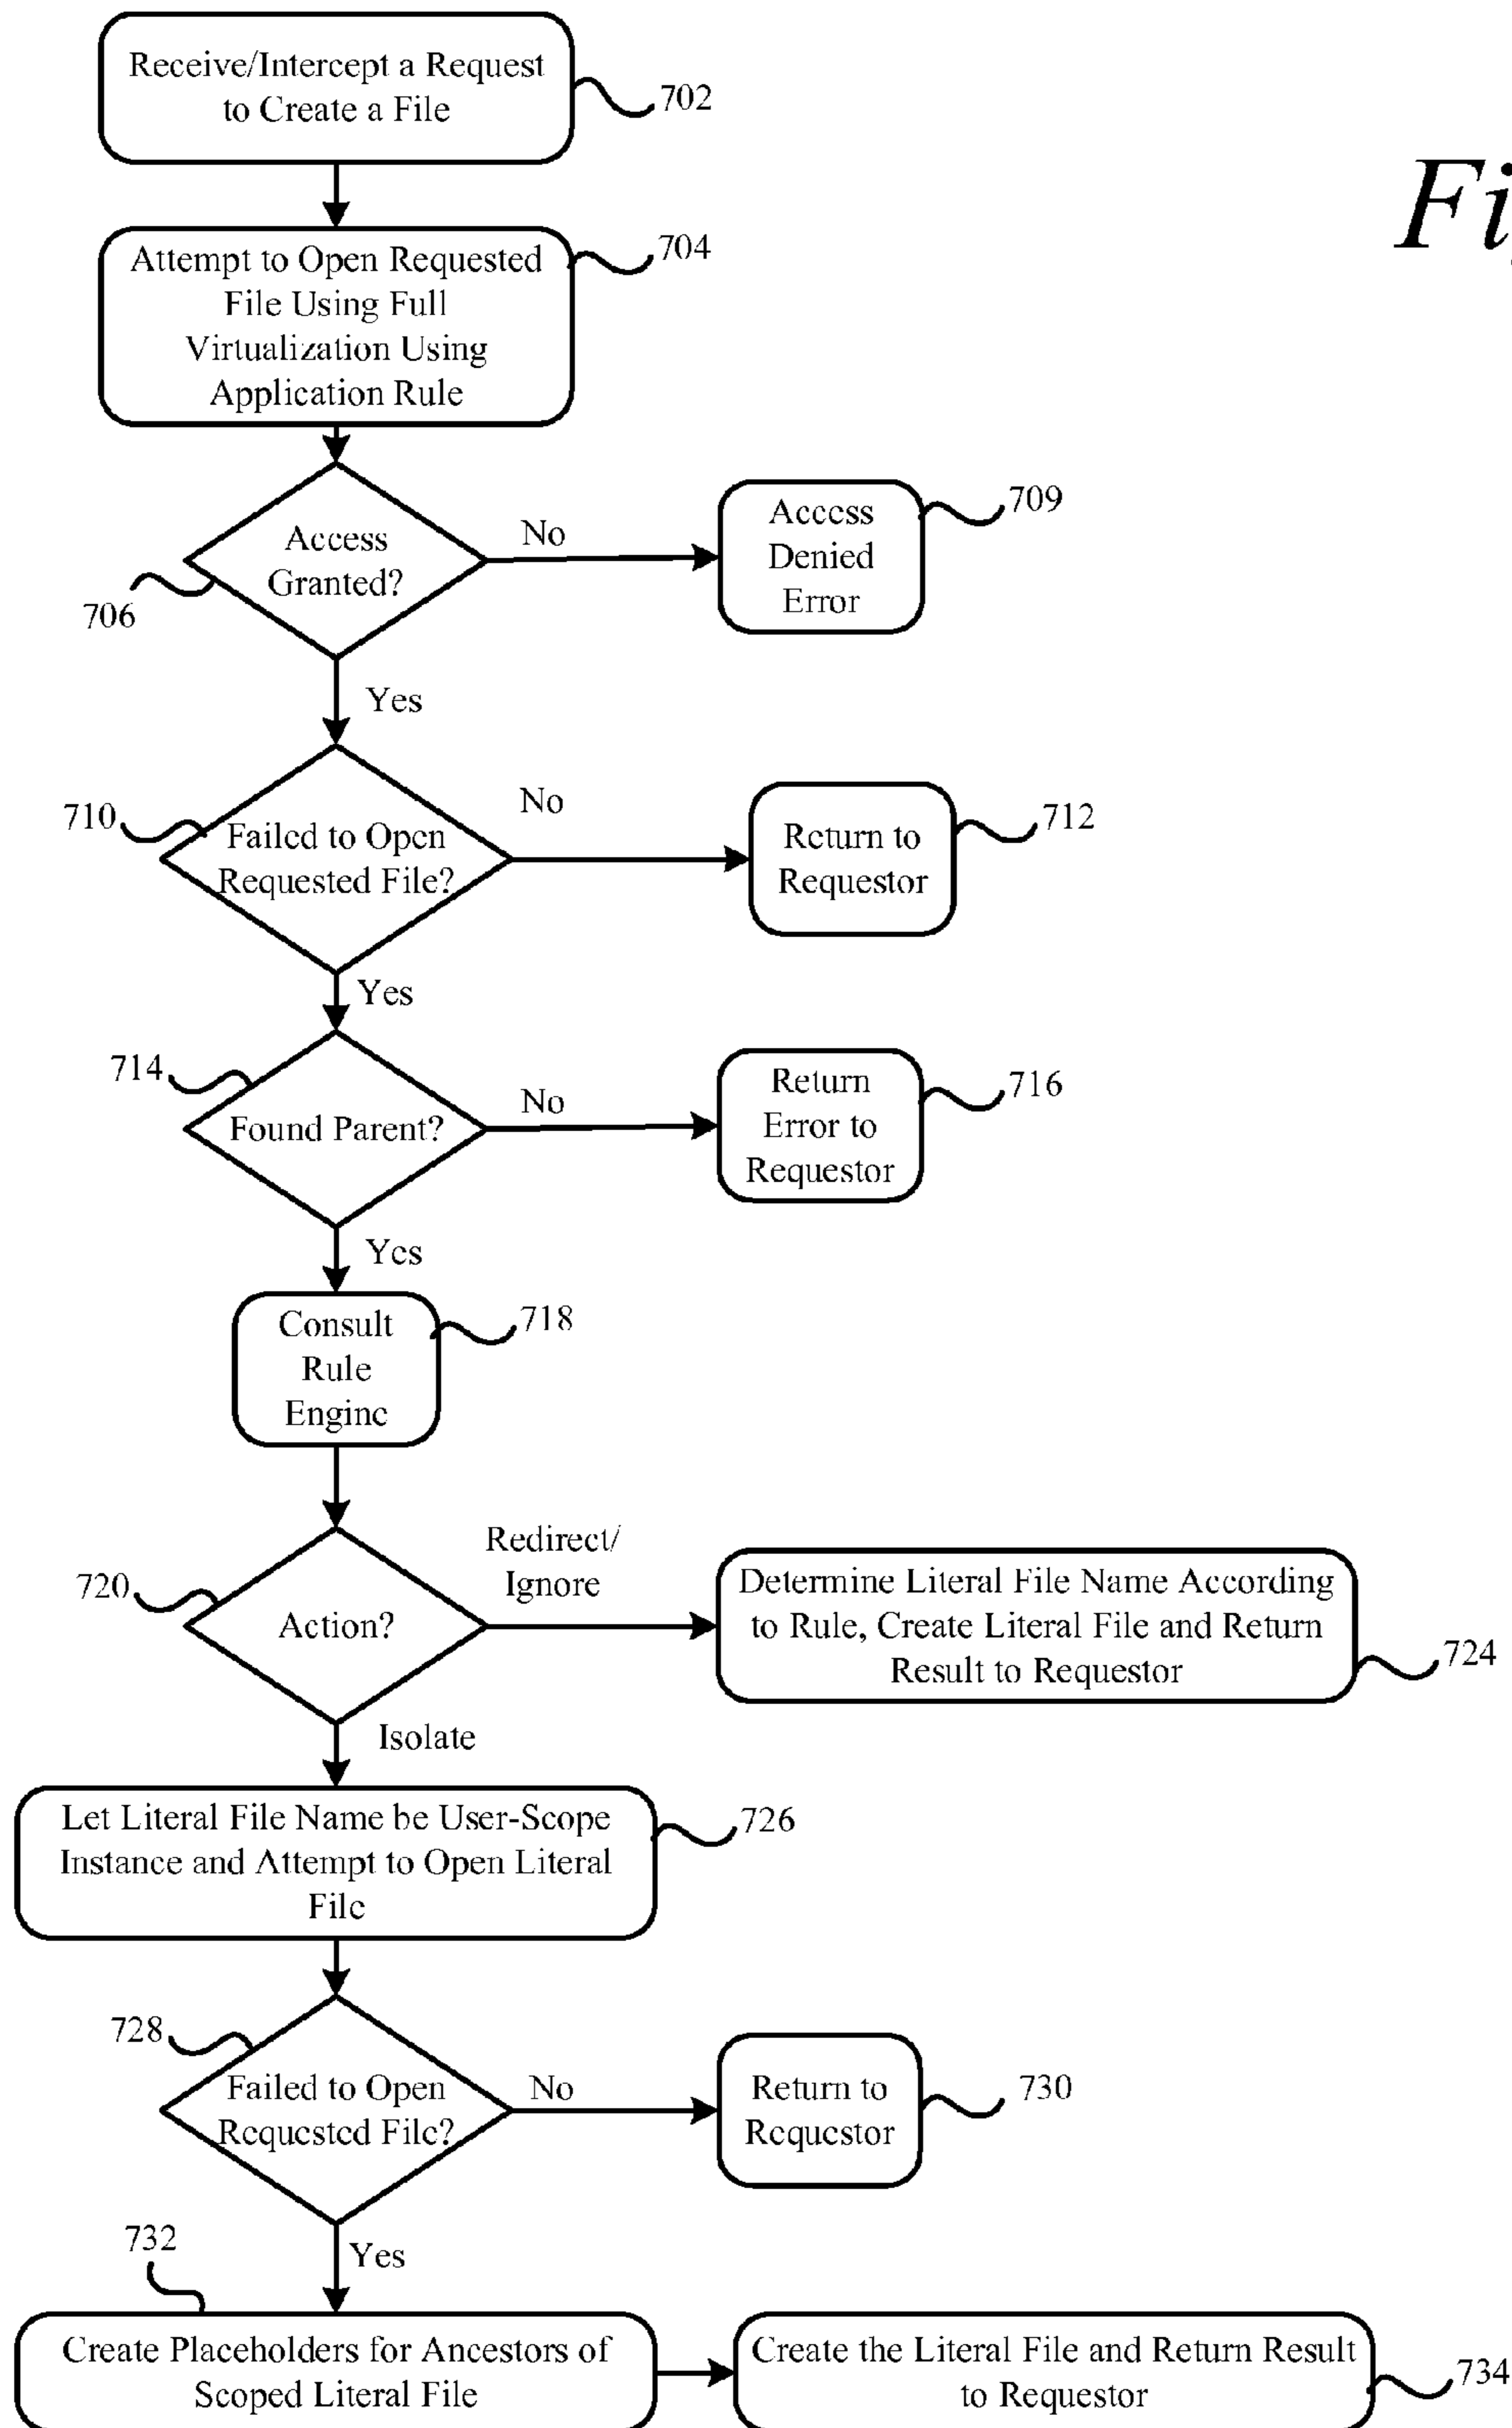 Receive/Intercept a Request
to Create a File
702
Fi
Attempt to Open Requested
File Using Full
Virtualization Using
Application Rule
704
Access
Granted?
706
No
Access
Denied
Error
709
Yes
710
Failed to Open
Requested File?
No
Return to
Requestor
712
Yes
714
Found Parent?
No
Return
Error to
Requestor
716
Yes
Consult
Rule
Engine
718
720
Action?
Redirect/
Ignore
Determine Literal File Name According
to Rule, Create Literal File and Return
Result to Requestor
724
Isolate
Let Literal File Name be User-Scope
Instance and Attempt to Open Literal
File
726
728
Failed to Open
Requested File?
No
Return to
Requestor
730
732
Yes
Create Placeholders for Ancestors of
Scoped Literal File
Create the Literal File and Return Result
to Requestor
734